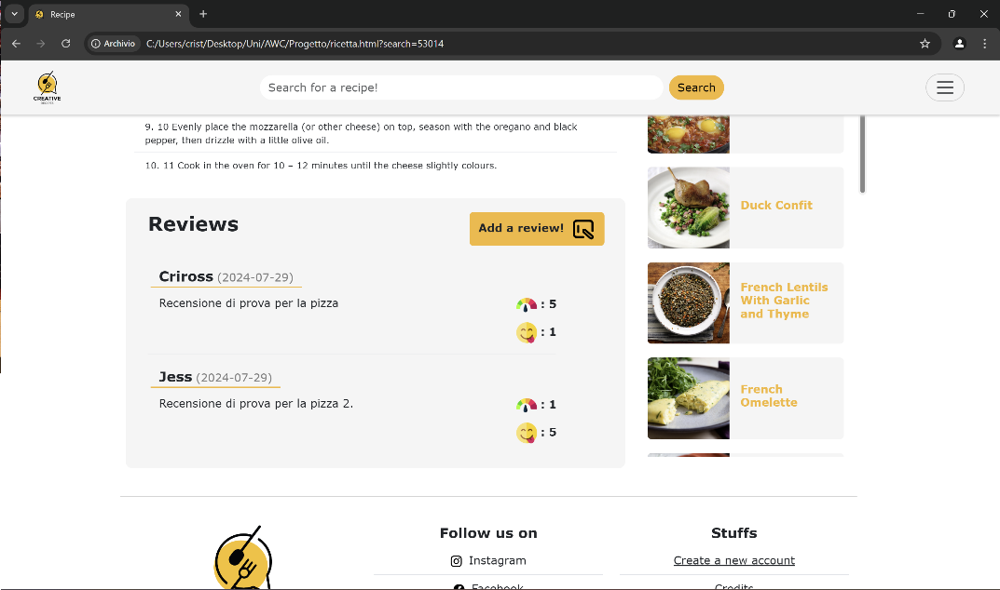 Recipe
Archivio
C:/Users/crist/Desktop/Uni/AWC/Progetto/ricetta.html?search=53014
CREATIVE
Search for a recipe!
Search
9. 10 Evenly place the mozzarella (or other cheese) on top, season with the oregano and black
pepper, then drizzle with a little olive oil.
10. 11 Cook in the oven for 10 – 12 minutes until the cheese slightly colours.
Reviews
Add a review!
Criross (2024-07-29)
Recensione di prova per la pizza
: 5
: 1
Jess (2024-07-29)
Recensione di prova per la pizza 2.
: 1
: 5
Duck Confit
French Lentils
With Garlic
and Thyme
French
Omelette
Follow us on
Instagram
Facebook
Stuffs
Create a new account
Credits